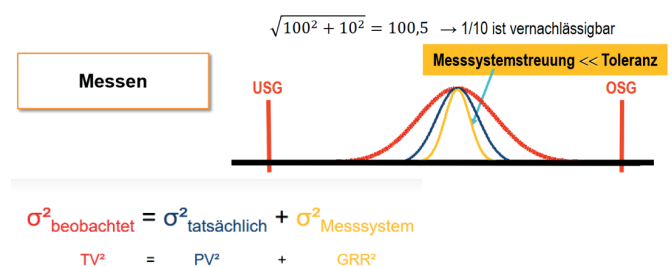 √100² + 10² = 100,5 → 1/10 ist vernachlässigbar
Messsystemstreuung << Toleranz
Messen
USG
OSG
σ²beobachtet = σ²tatsächlich + σ²Messsystem
TV² = PV² + GRR²